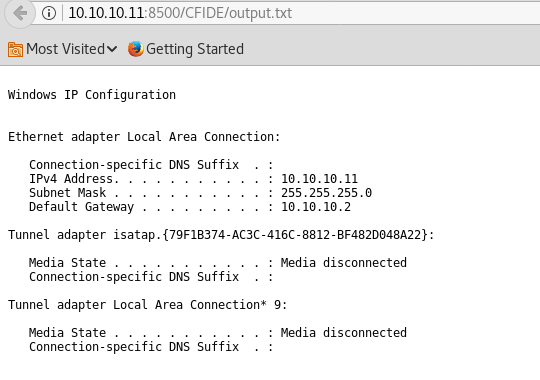 10.10.10.11:8500/CFIDE/output.txt
Most Visited Getting Started
Windows IP Configuration
Ethernet adapter Local Area Connection:
Connection-specific DNS Suffix  . :
IPv4 Address. . . . . . . . . . . : 10.10.10.11
Subnet Mask . . . . . . . . . . . : 255.255.255.0
Default Gateway . . . . . . . . . : 10.10.10.2
Tunnel adapter isatap.{79F1B374-AC3C-416C-8812-BF482D048A22}:
Media State . . . . . . . . . . . : Media disconnected
Connection-specific DNS Suffix  . :
Tunnel adapter Local Area Connection* 9:
Media State . . . . . . . . . . . : Media disconnected
Connection-specific DNS Suffix  . :